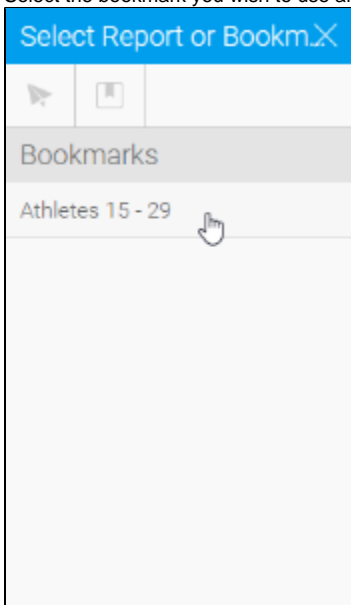 Select the bookmark you wish to use a
Select Report or Bookm
Bookmarks
Athletes 15 - 29